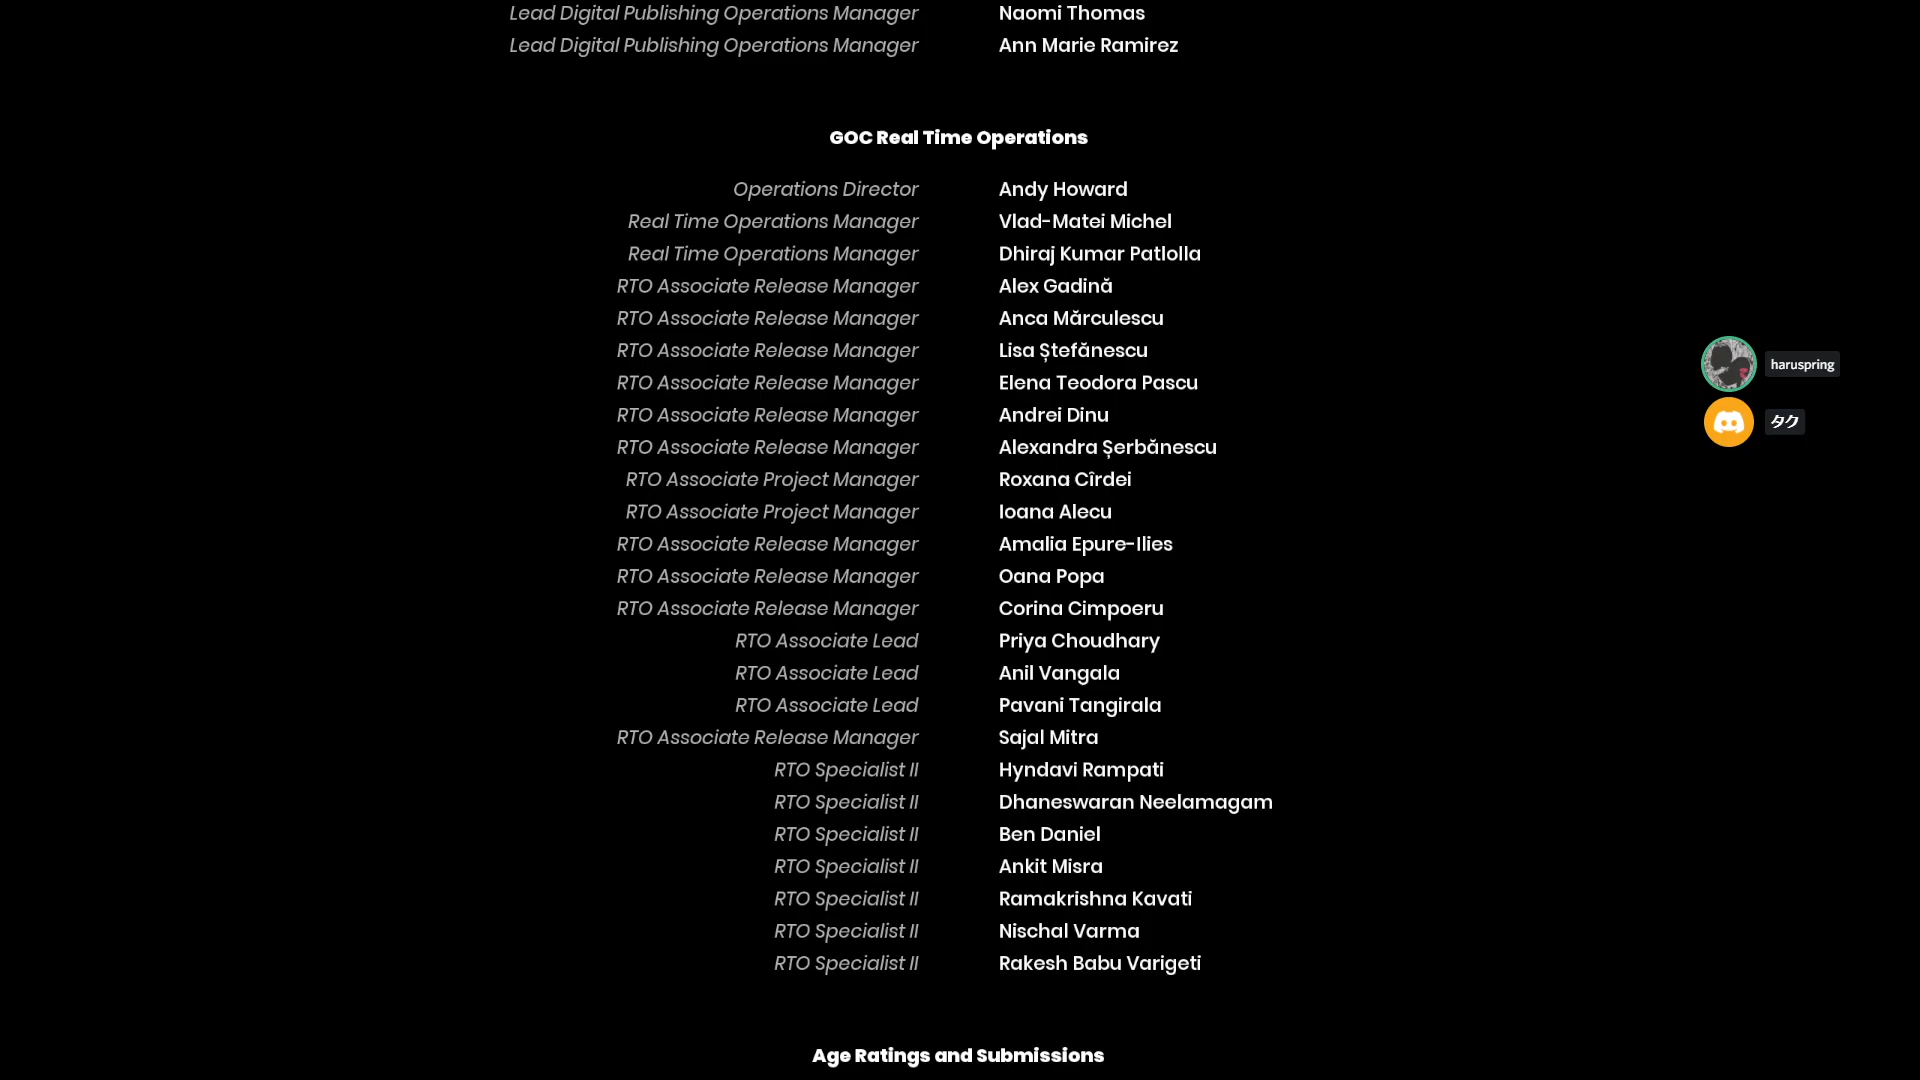 Lead Digital Publishing Operations Manager Naomi Thomas
Lead Digital Publishing Operations Manager Ann Marie Ramirez
GOC Real Time Operations
Operations Director Andy Howard
Real Time Operations Manager Vlad-Matei Michel
Real Time Operations Manager Dhiraj Kumar Patlolla
RTO Associate Release Manager Alex Gadină
RTO Associate Release Manager Anca Mărculescu
RTO Associate Release Manager Lisa Ștefănescu
RTO Associate Release Manager Elena Teodora Pascu
RTO Associate Release Manager Andrei Dinu
RTO Associate Release Manager Alexandra Șerbănescu
RTO Associate Project Manager Roxana Cîrdei
RTO Associate Project Manager Ioana Alecu
RTO Associate Release Manager Amalia Epure-Ilies
RTO Associate Release Manager Oana Popa
RTO Associate Release Manager Corina Cimpoeru
RTO Associate Lead Priya Choudhary
RTO Associate Lead Anil Vangala
RTO Associate Lead Pavani Tangirala
RTO Associate Release Manager Sajal Mitra
RTO Specialist II Hyndavi Rampati
RTO Specialist II Dhaneswaran Neelamagam
RTO Specialist II Ben Daniel
RTO Specialist II Ankit Misra
RTO Specialist II Ramakrishna Kavati
RTO Specialist II Nischal Varma
RTO Specialist II Rakesh Babu Varigeti
Age Ratings and Submissions
haruspring
タク